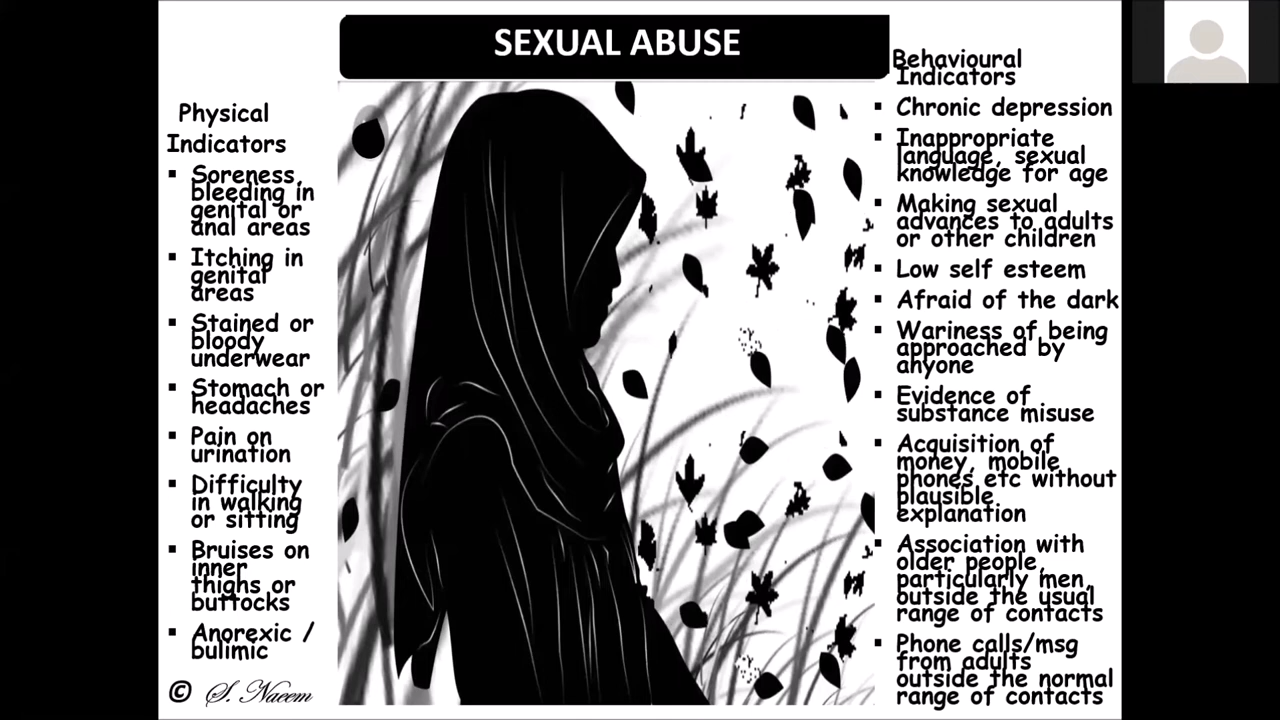 SEXUAL ABUSE
Physical
Indicators
▪ Soreness,
bleeding in
genital or
anal areas
▪ Itching in
genital
areas
▪ Stained or
bloody
underwear
▪ Stomach or
headaches
▪ Pain on
urination
▪ Difficulty
in walking
or sitting
▪ Bruises on
inner
thighs or
buttocks
▪ Anorexic /
bulimic
© S. Naeem
Behavioural
Indicators
▪ Chronic depression
▪ Inappropriate
language, sexual
knowledge for age
▪ Making sexual
advances to adults
or other children
▪ Low self esteem
▪ Afraid of the dark
▪ Wariness of being
approached by
anyone
▪ Evidence of
substance misuse
▪ Acquisition of
money, mobile
phones etc without
plausible
explanation
▪ Association with
older people,
particularly men,
outside the usual
range of contacts
▪ Phone calls/msg
from adults
outside the normal
range of contacts